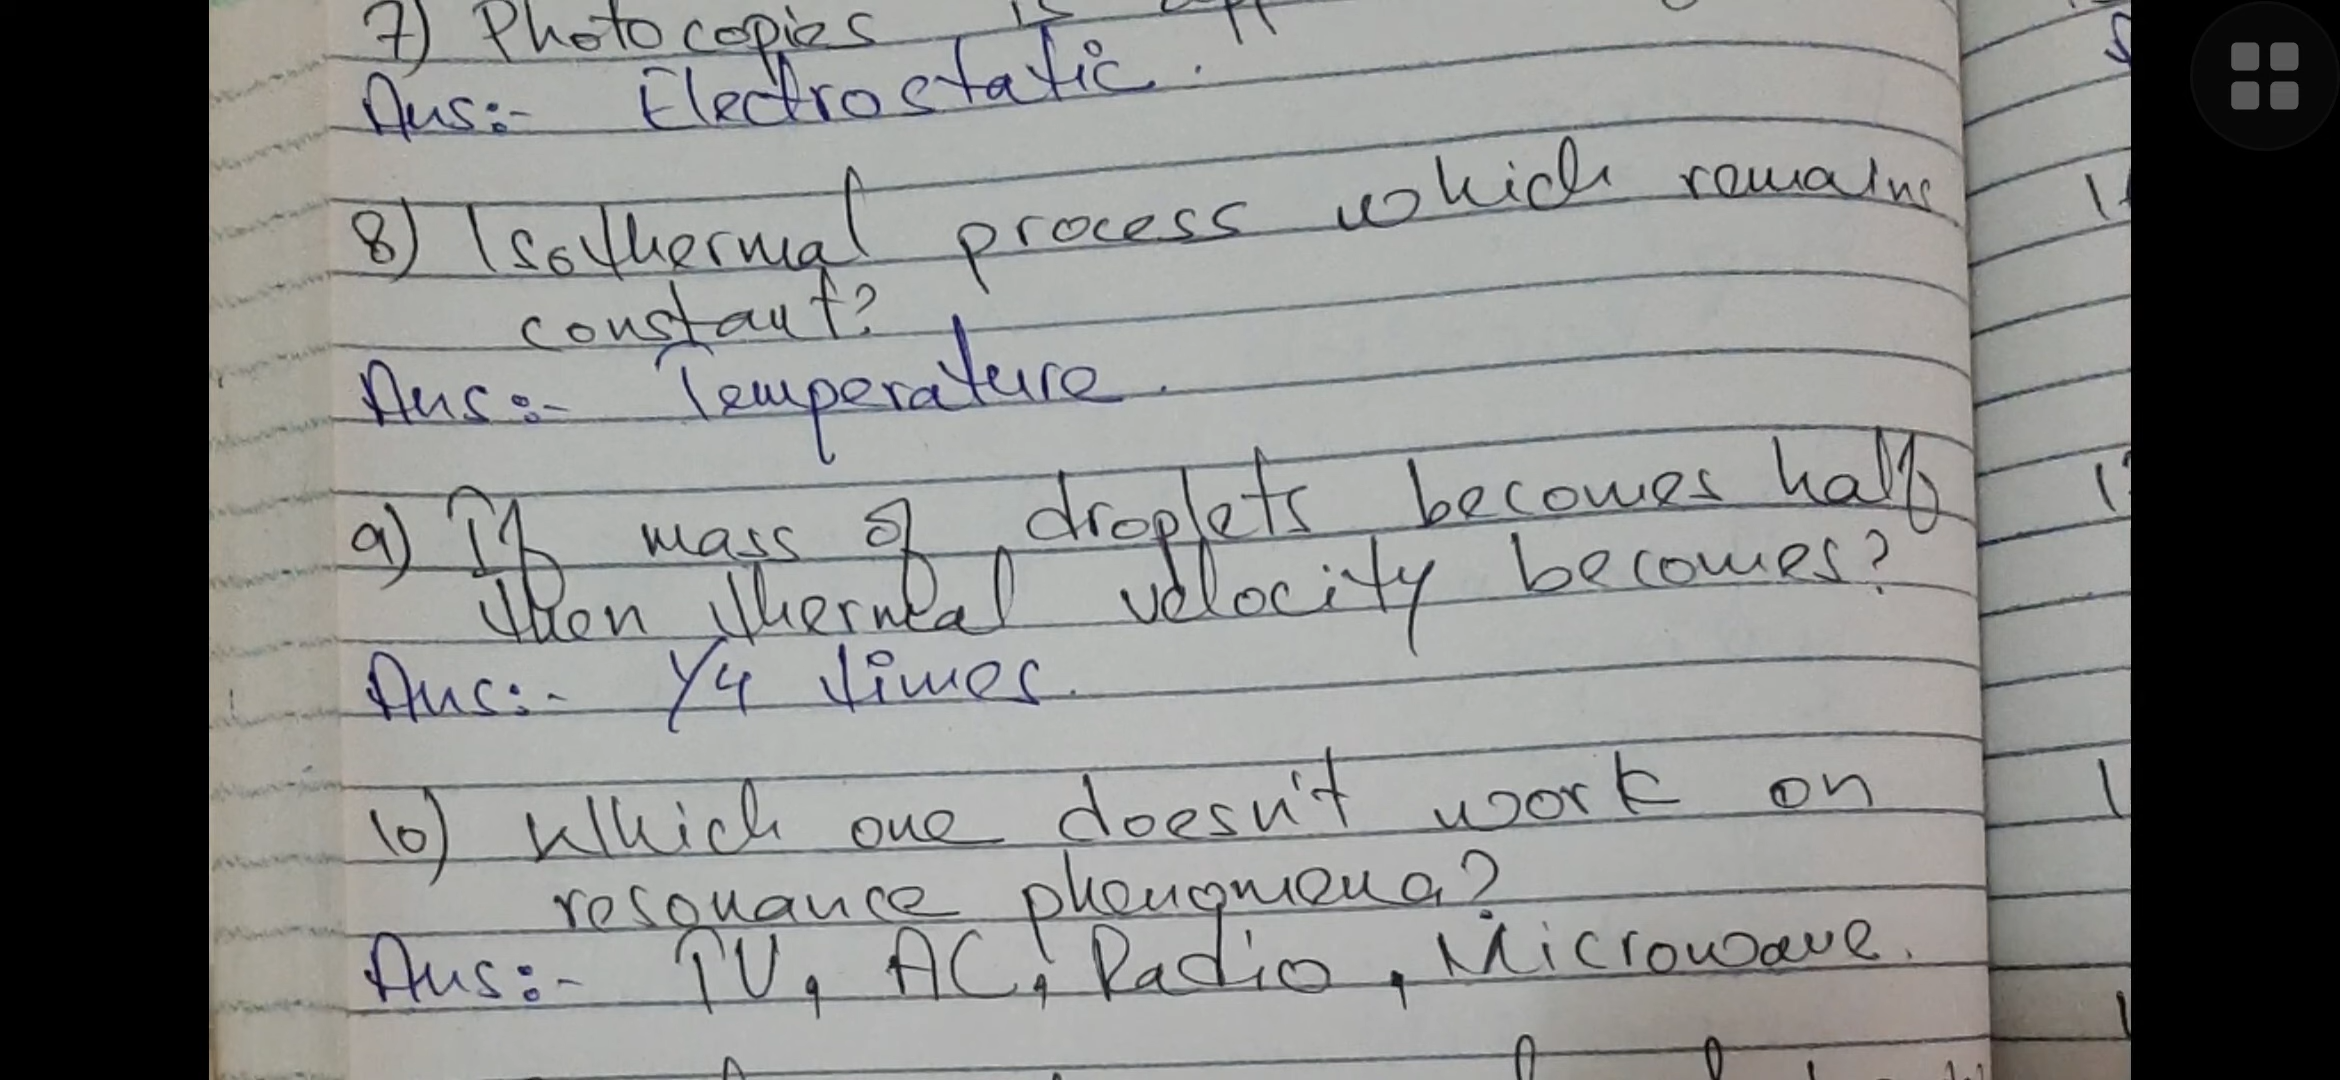 7) Photocopies is
Ans:- Electrostatic.
8) Isothermal process which remains
constant?
Ans:- Temperature.
9) If mass of droplets becomes half
then thermal velocity becomes?
Ans:- 1/4 times.
10) Which one doesn't work on
resonance phenomena?
Ans:- TV, AC, Radio, Microwave.